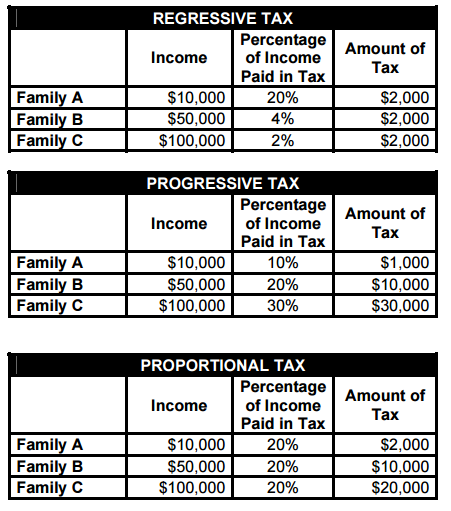 REGRESSIVE TAX
Income Percentage of Income Paid in Tax Amount of Tax
Family A $10,000 20% $2,000
Family B $50,000 4% $2,000
Family C $100,000 2% $2,000
PROGRESSIVE TAX
Income Percentage of Income Paid in Tax Amount of Tax
Family A $10,000 10% $1,000
Family B $50,000 20% $10,000
Family C $100,000 30% $30,000
PROPORTIONAL TAX
Income Percentage of Income Paid in Tax Amount of Tax
Family A $10,000 20% $2,000
Family B $50,000 20% $10,000
Family C $100,000 20% $20,000